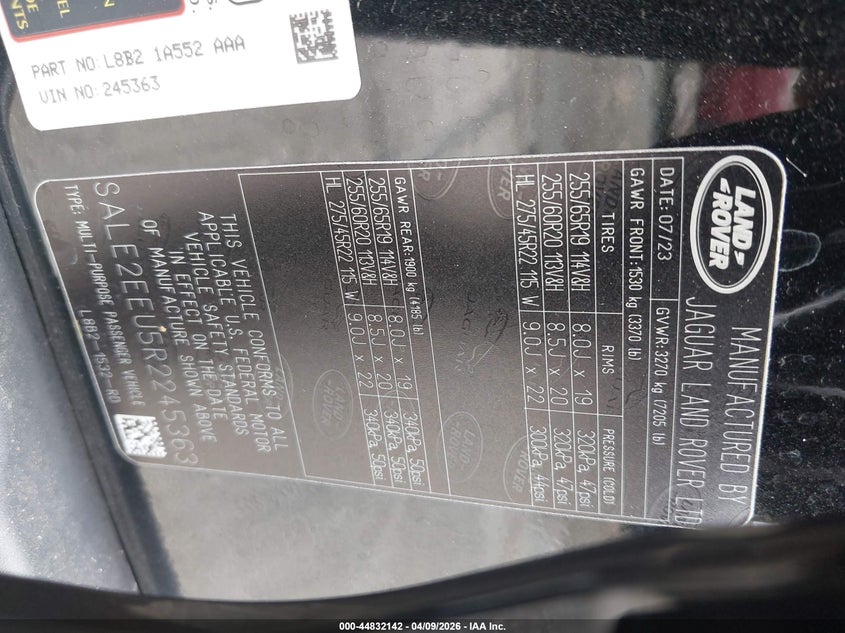 DE
TEL
NTS
N
PART NO: L8B2 1A552 AAA
VIN NO: 245363
LAND
ROVER
MANUFACTURED BY
JAGUAR LAND ROVER LTD
DATE: 07/23 GVWR: 3270 kg (7205 lb)
GAWR FRONT: 1530 kg (3370 lb)
TIRES RIMS PRESSURE (COLD)
255/65R19 114V&H 8.0J x 19 320kPa, 47psi
255/60R20 113V&H 8.5J x 20 320kPa, 47psi
HL 275/45R22 115 W 9.0J x 22 300kPa, 44psi
GAWR REAR: 1900 kg (4185 lb)
255/65R19 114V&H 8.0J x 19 340kPa, 50psi
255/60R20 113V&H 8.5J x 20 340kPa, 50psi
HL 275/45R22 115 W 9.0J x 22 340kPa, 50psi
THIS VEHICLE CONFORMS TO ALL
APPLICABLE U.S. FEDERAL MOTOR
VEHICLE SAFETY STANDARDS
IN EFFECT ON THE DATE
OF MANUFACTURE SHOWN ABOVE
SALE2EEU5R2245363
TYPE: MULTI-PURPOSE PASSENGER VEHICLE
L8B2-1532-RD
000-44832142 - 04/09/2026 - IAA Inc.